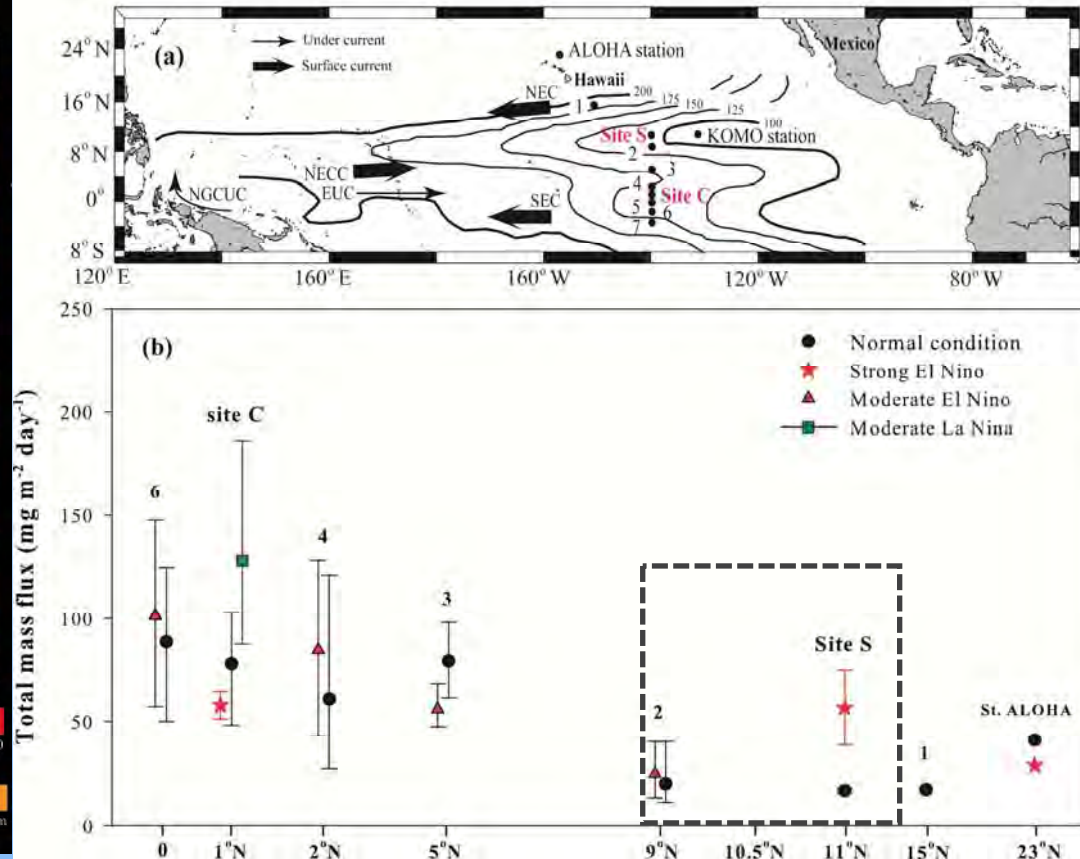 24° N
16° N
8° N
0°
8° S
(a)
Under current
Surface current
ALOHA station
Hawaii
Mexico
NEC
1
200
125
150
125
100
Site S
KOMO station
2
NECC
3
4
NGCUC
EUC
SEC
Site C
5
6
7
120° E
160° E
160° W
120° W
80° W
250
200
150
100
50
0
Total mass flux (mg m⁻² day⁻¹)
(b)
Normal condition
Strong El Nino
Moderate El Nino
Moderate La Nina
site C
6
4
3
2
Site S
1
St. ALOHA
0
1°N
2°N
5°N
9°N
10.5°N
11°N
15°N
23°N